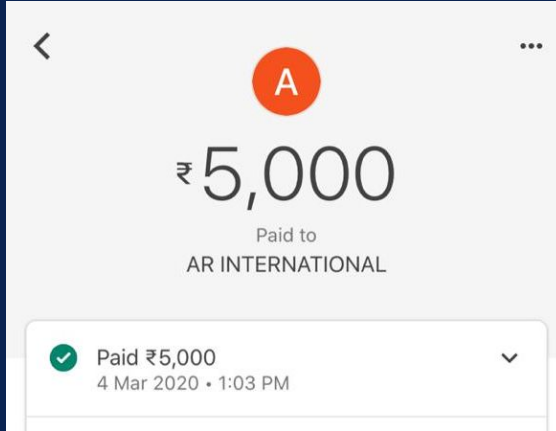 A
₹5,000
Paid to
AR INTERNATIONAL
Paid ₹5,000
4 Mar 2020 • 1:03 PM